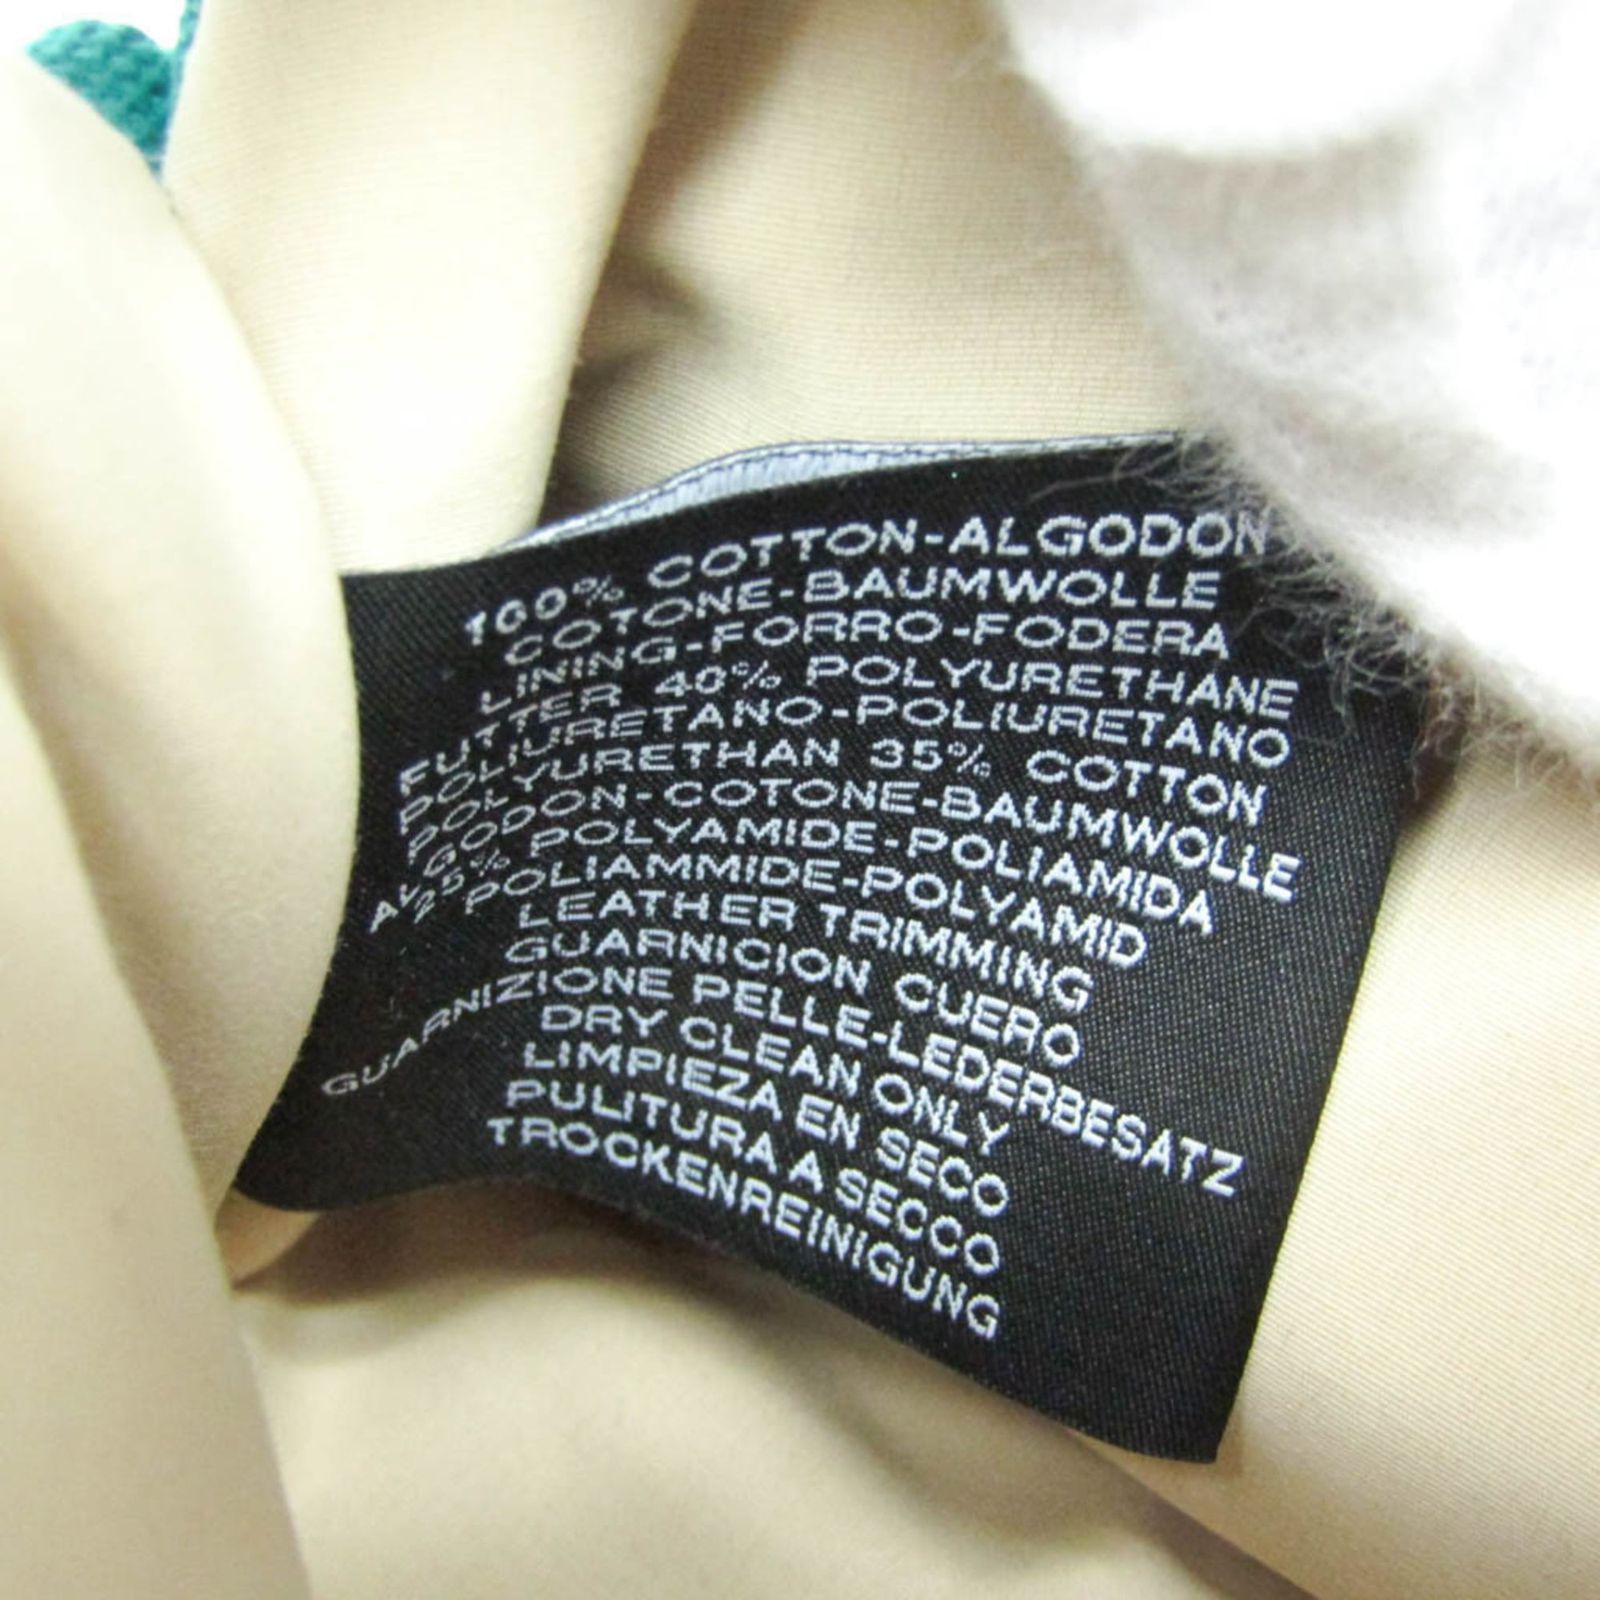 100% COTTON-ALGODON
COTONE-BAUMWOLLE
LINING-FORRO-FODERA
FUTTER 40% POLYURETHANE
POLIURETANO-POLIURETANO
POLYURETHAN 35% COTTON
ALGODON-COTONE-BAUMWOLLE
25% POLYAMIDE-POLIAMIDA
POLIAMMIDE-POLYAMID
LEATHER TRIMMING
GUARNICION CUERO
GUARNIZIONE PELLE-LEDERBESATZ
DRY CLEAN ONLY
LIMPIEZA EN SECO
PULITURA A SECCO
TROCKENREINIGUNG